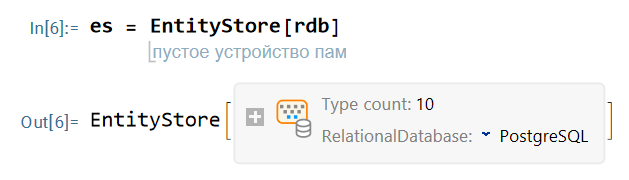 In[6]:= es = EntityStore[rdb]
пустое устройство пам
Type count: 10
Out[6]= EntityStore[
RelationalDatabase: PostgreSQL ]